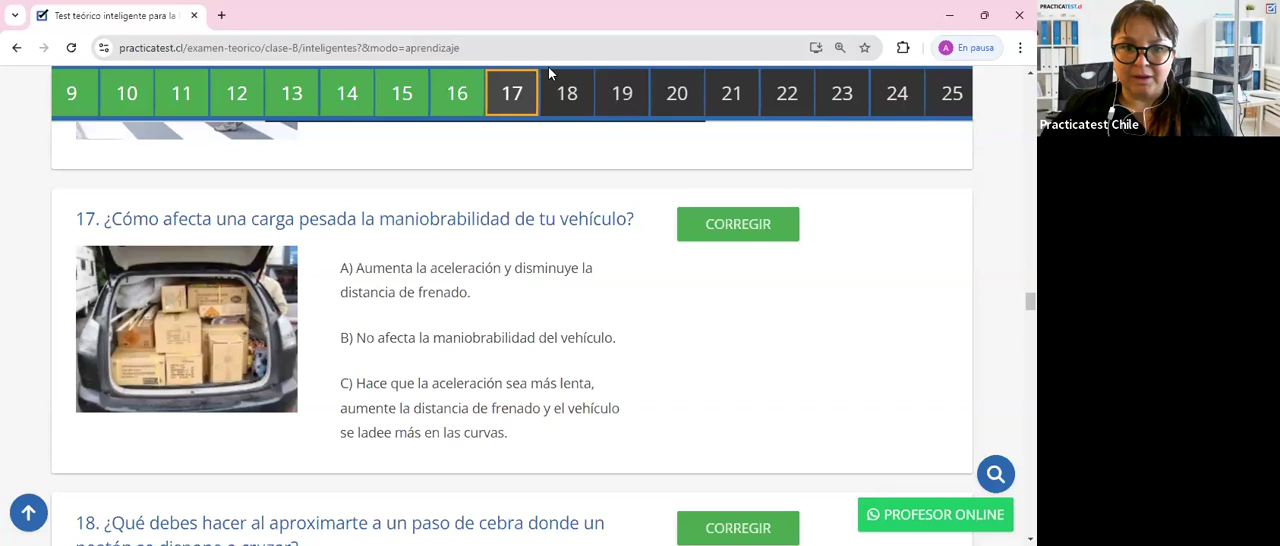 Test teórico inteligente para la l
practicatest.cl/examen-teorico/clase-B/inteligentes?&modo=aprendizaje
A
En pausa
PRACTICATEST.cl
Practicatest Chile
9 10 11 12 13 14 15 16 17 18 19 20 21 22 23 24 25
17. ¿Cómo afecta una carga pesada la maniobrabilidad de tu vehículo?
CORREGIR
A) Aumenta la aceleración y disminuye la
distancia de frenado.
B) No afecta la maniobrabilidad del vehículo.
C) Hace que la aceleración sea más lenta,
aumente la distancia de frenado y el vehículo
se ladee más en las curvas.
18. ¿Qué debes hacer al aproximarte a un paso de cebra donde un
peatón se dispone a cruzar?
CORREGIR
PROFESOR ONLINE